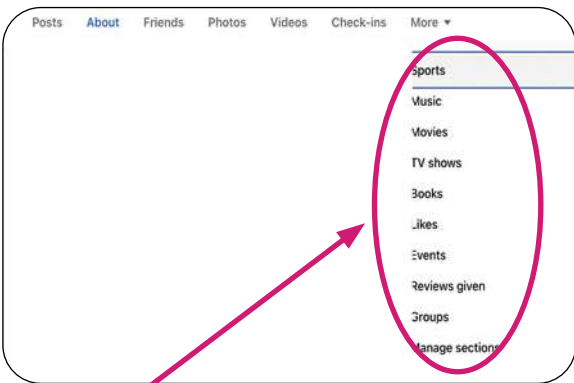 Posts About Friends Photos Videos Check-ins More ▾
Sports
Music
Movies
TV shows
Books
Likes
Events
Reviews given
Groups
Manage sections